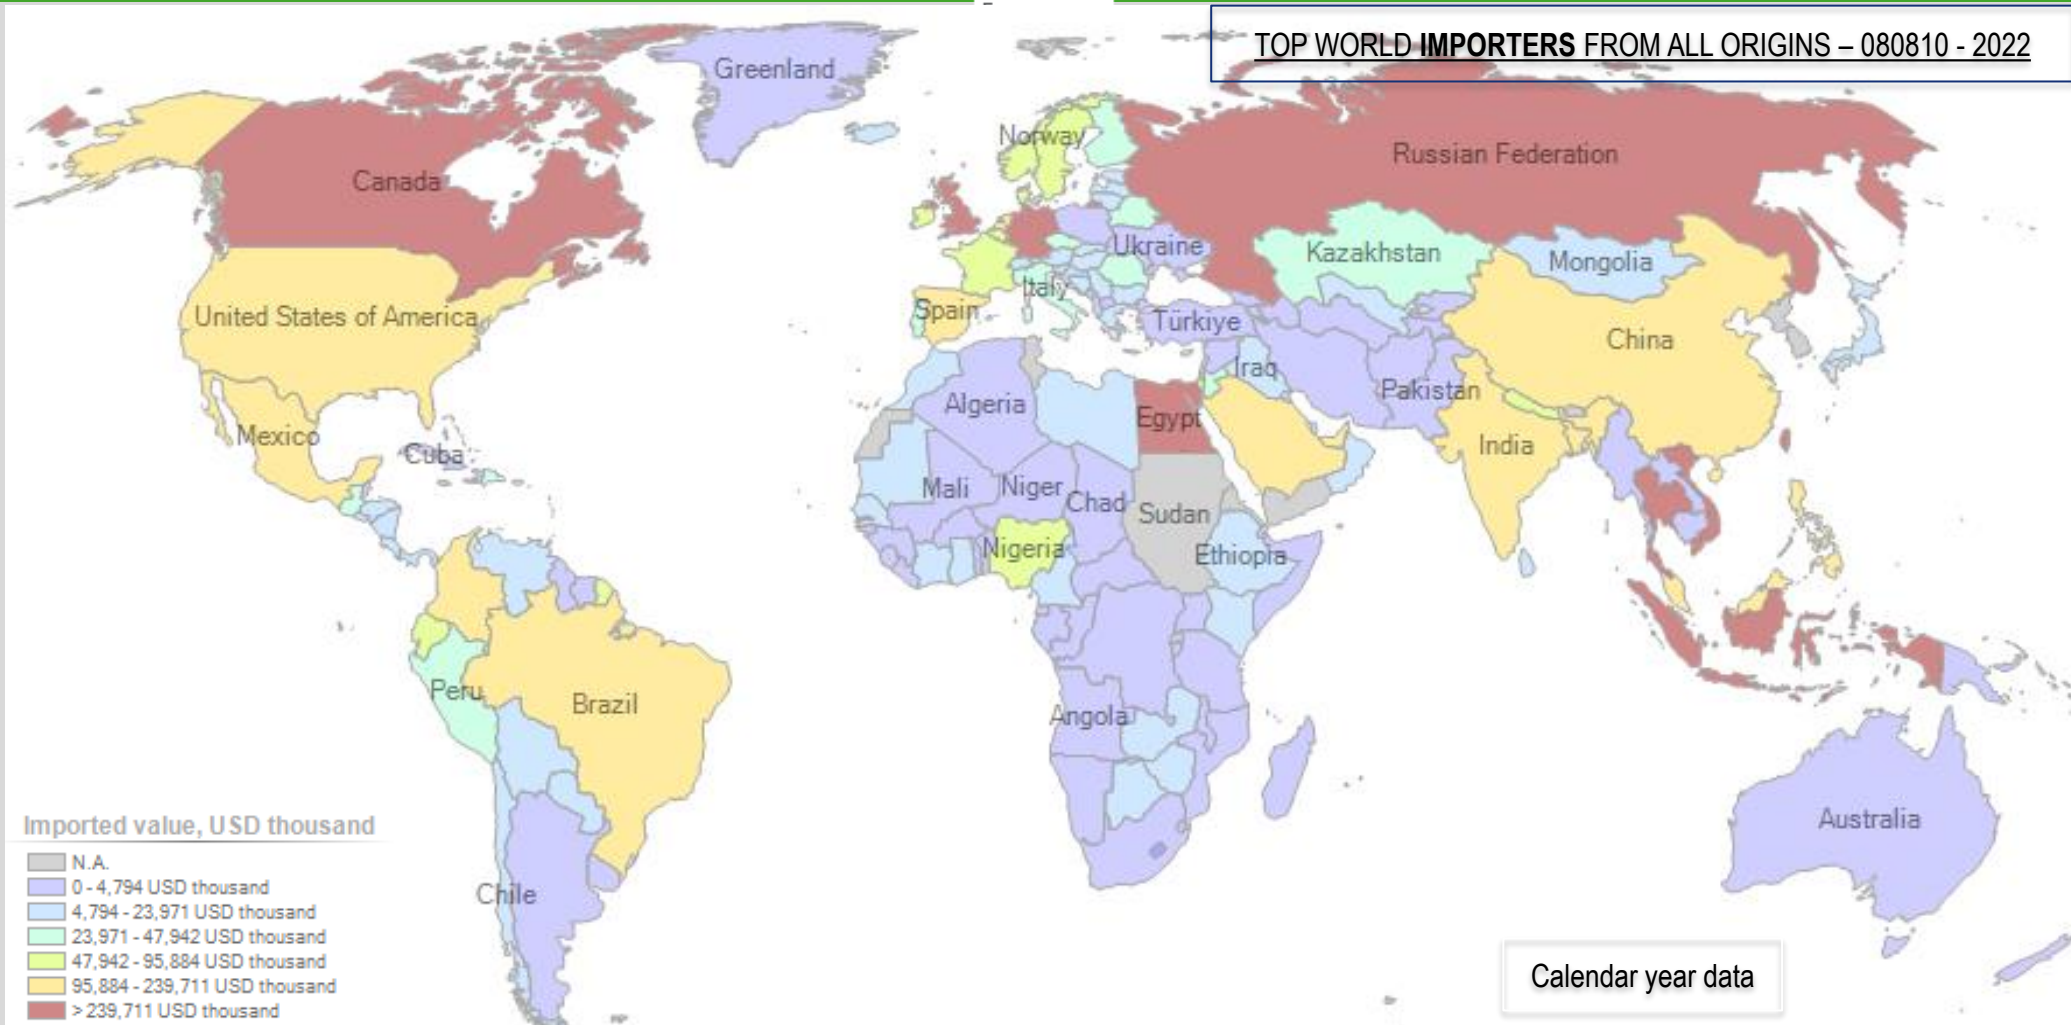 TOP WORLD IMPORTERS FROM ALL ORIGINS – 080810 - 2022
Greenland
Norway
Canada
Russian Federation
Ukraine
Kazakhstan
Mongolia
Italy
United States of America
Spain
Türkiye
China
Iraq
Pakistan
Algeria
Egypt
Mexico
Cuba
India
Mali
Niger
Chad
Sudan
Nigeria
Ethiopia
Peru
Brazil
Angola
Australia
Chile
Imported value, USD thousand
N.A.
0 - 4,794 USD thousand
4,794 - 23,971 USD thousand
23,971 - 47,942 USD thousand
47,942 - 95,884 USD thousand
95,884 - 239,711 USD thousand
> 239,711 USD thousand
Calendar year data